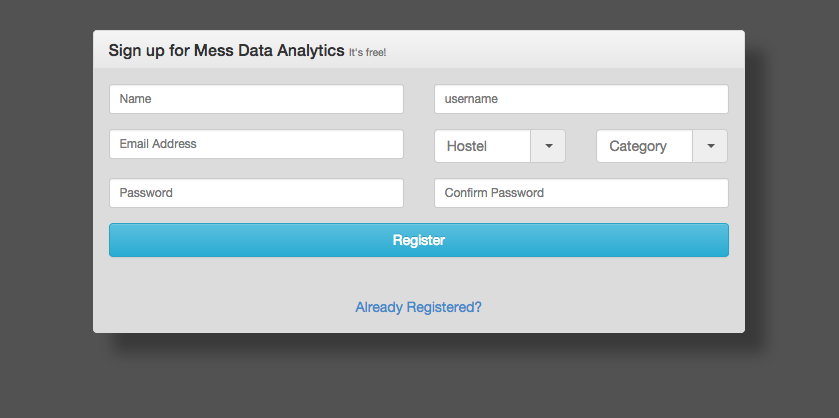 Sign up for Mess Data Analytics It's free!
Name username
Email Address Hostel Category
Password Confirm Password
Register
Already Registered?